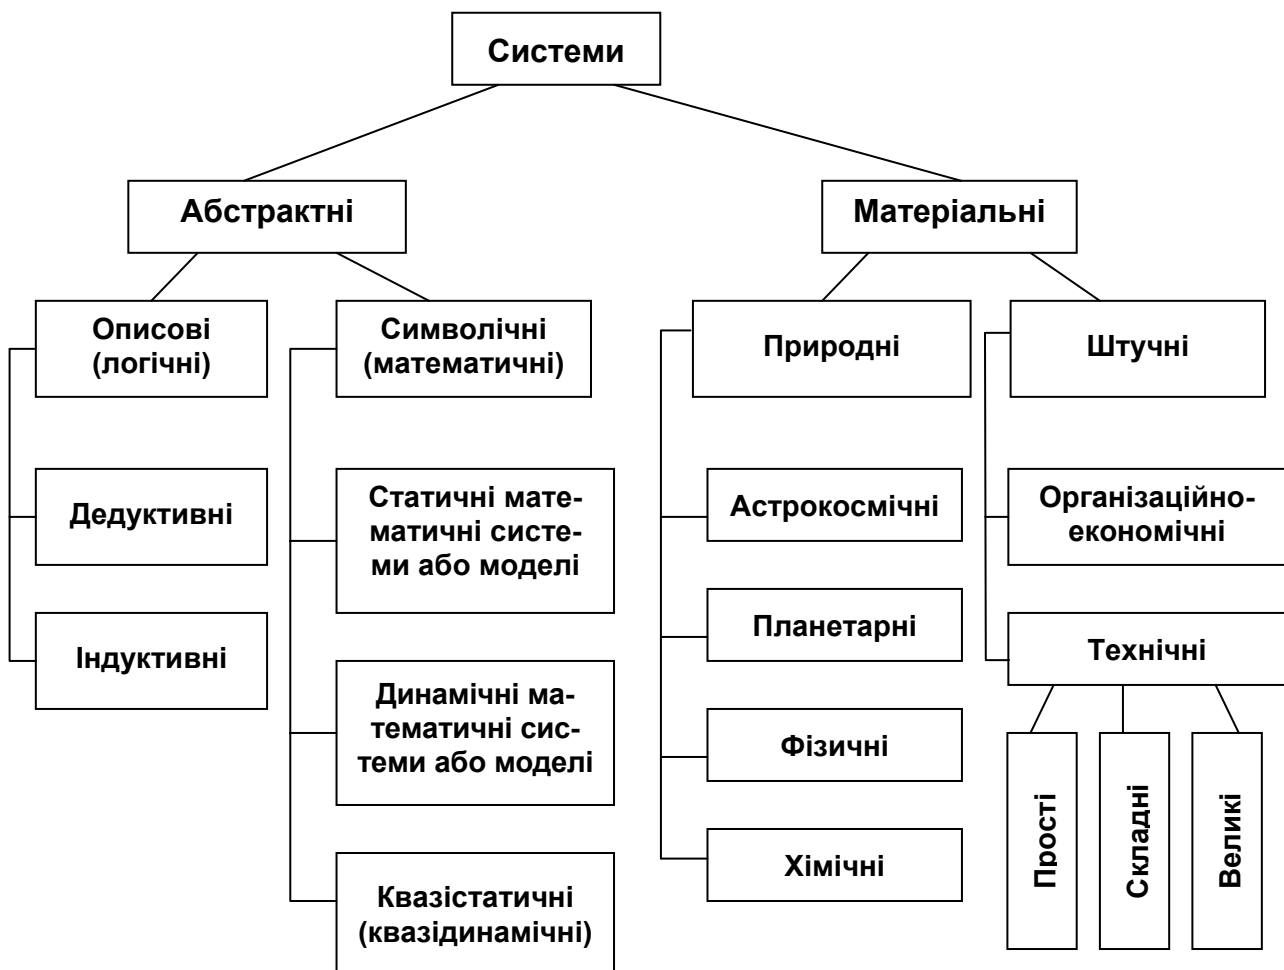 Системи
Абстрактні
Матеріальні
Описові
(логічні)
Символічні
(математичні)
Природні
Штучні
Дедуктивні
Статичні мате-
матичні систе-
ми або моделі
Астрокосмічні
Організаційно-
економічні
Індуктивні
Планетарні
Технічні
Динамічні ма-
тематичні сис-
теми або моделі
Фізичні
Прості
Складні
Великі
Хімічні
Квазістатичні
(квазідинамічні)